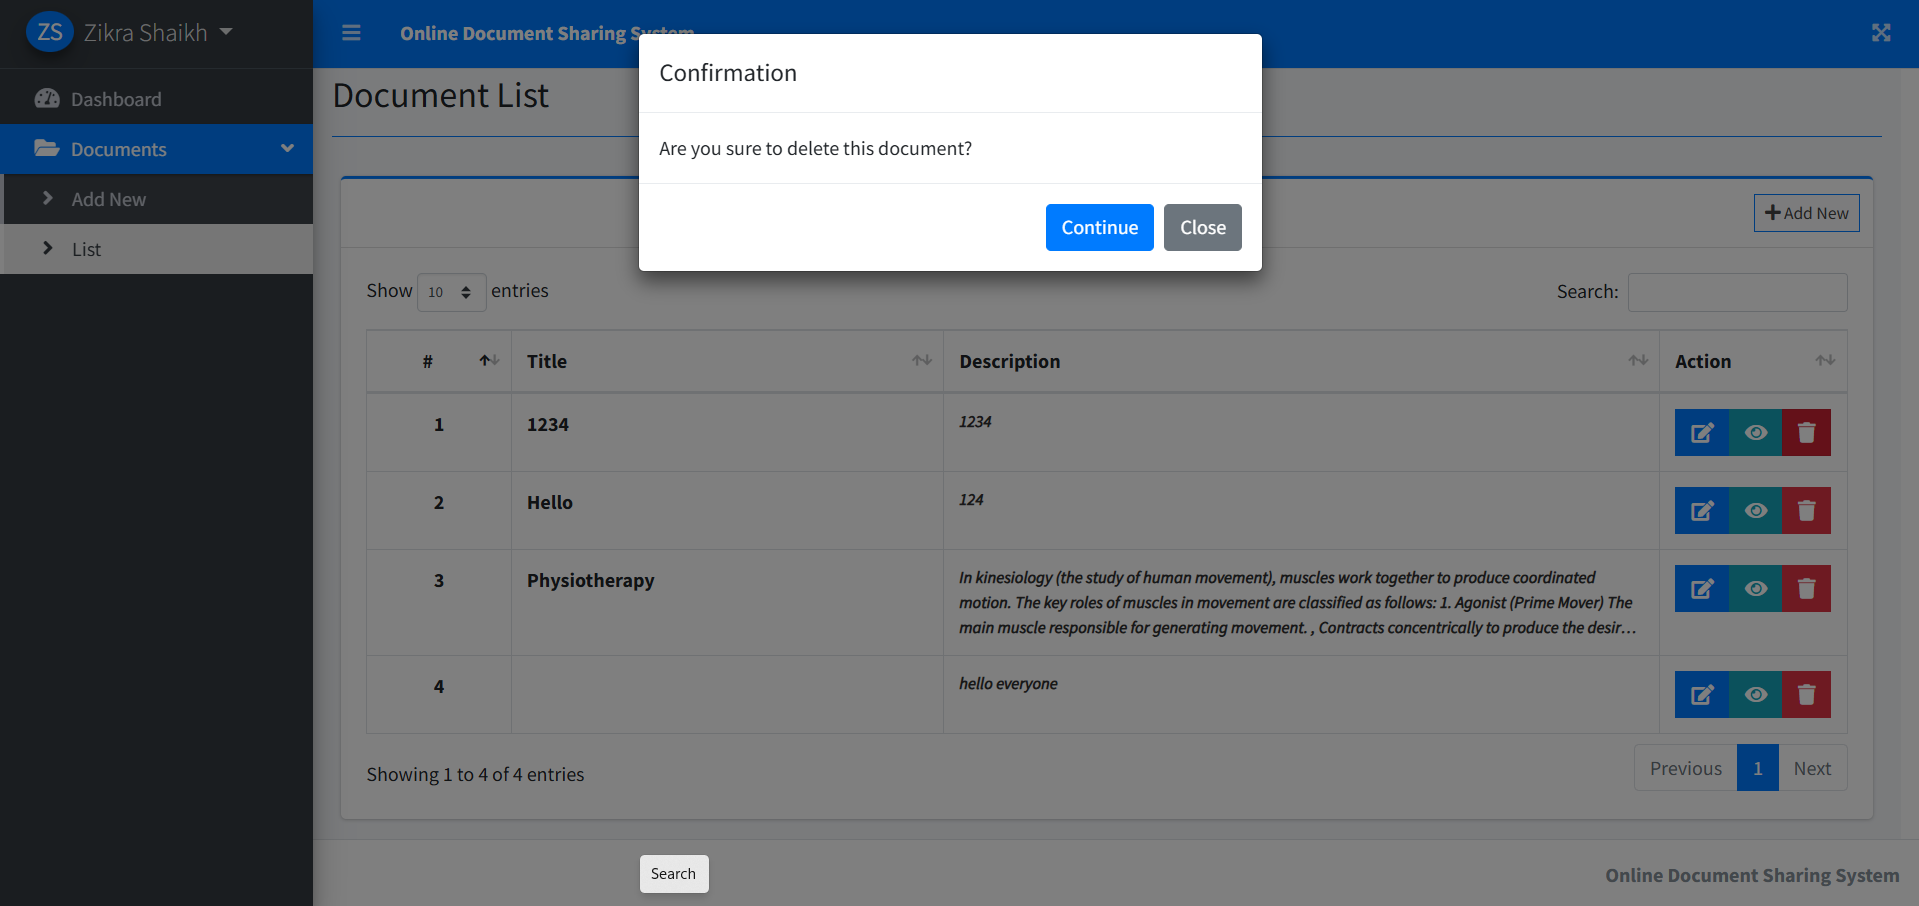 ZS Zikra Shaikh
Online Document Sharing System
Confirmation
Are you sure to delete this document?
Continue Close
Dashboard
Documents
Add New
List
Document List
Add New
Show 10 entries
Search:
# Title Description Action
1 1234 1234
2 Hello 124
3 Physiotherapy In kinesiology (the study of human movement), muscles work together to produce coordinated
motion. The key roles of muscles in movement are classified as follows: 1. Agonist (Prime Mover) The
main muscle responsible for generating movement. , Contracts concentrically to produce the desir...
4 hello everyone
Showing 1 to 4 of 4 entries
Previous 1 Next
Search
Online Document Sharing System